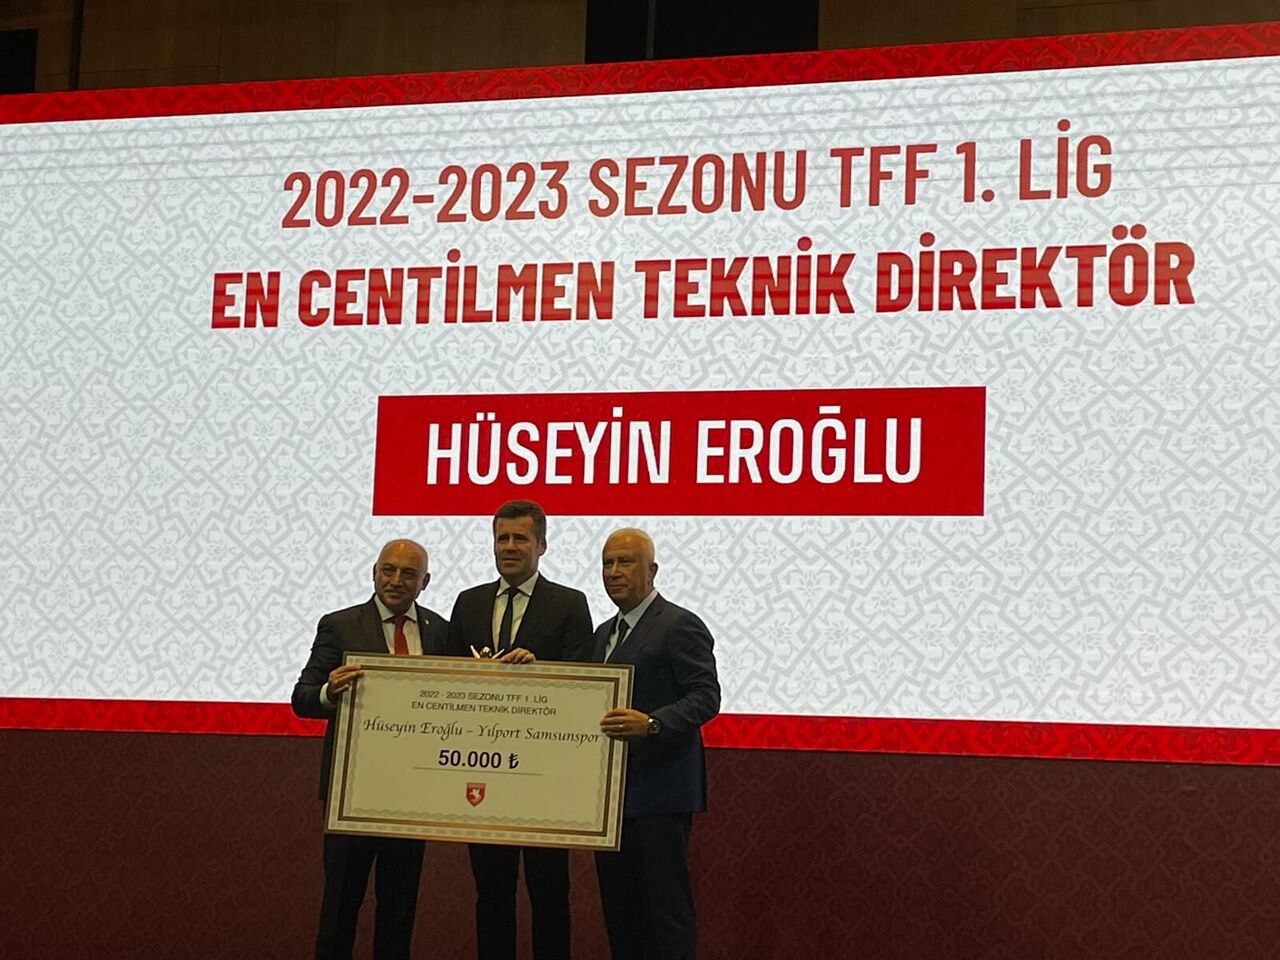 2022-2023 SEZONU TFF 1. LİG
EN CENTİLMEN TEKNİK DİREKTÖR
HÜSEYİN EROĞLU
2022 - 2023 SEZONU TFF 1. LİG
EN CENTİLMEN TEKNİK DİREKTÖR
Hüseyin Eroğlu - Yılport Samsunspor
50.000 ₺